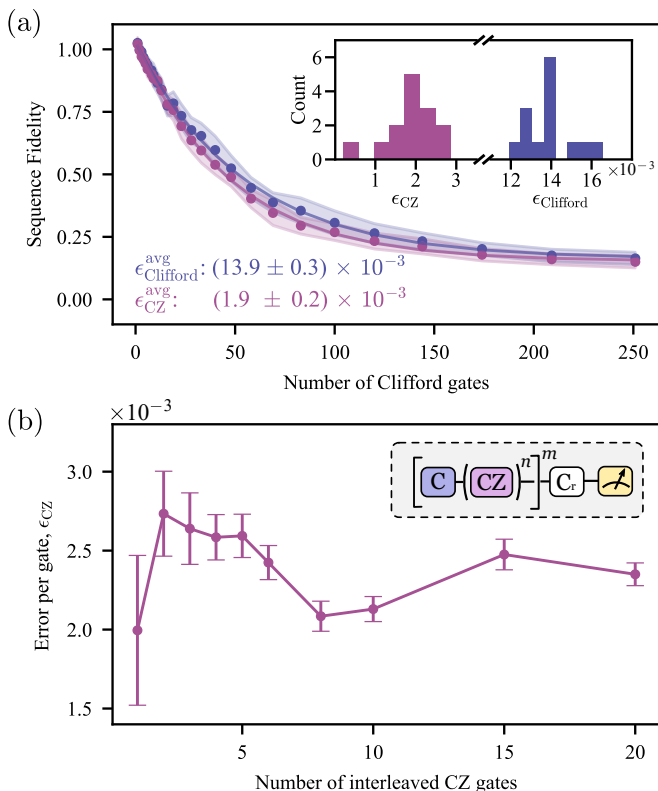 (a)
1.00
0.75
0.50
0.25
0.00
Sequence Fidelity
6
4
2
0
Count
1 3 12 14 16
×10⁻³
ϵ_CZ ϵ_Clifford
ϵ^avg_Clifford: (13.9 ± 0.3) × 10⁻³
ϵ^avg_CZ: (1.9 ± 0.2) × 10⁻³
0 50 100 150 200 250
Number of Clifford gates
(b)
×10⁻³
3.0
2.5
2.0
1.5
Error per gate, ϵ_CZ
[C-(CZ)^n]^m C_r
5 10 15 20
Number of interleaved CZ gates